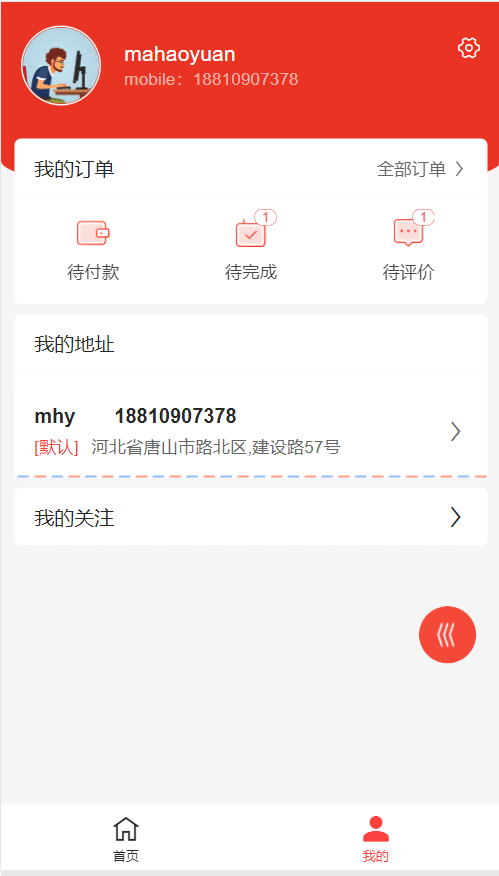 mahaoyuan
mobile：18810907378
我的订单 全部订单
1 1
待付款 待完成 待评价
我的地址
mhy 18810907378
[默认] 河北省唐山市路北区,建设路57号
我的关注
首页 我的